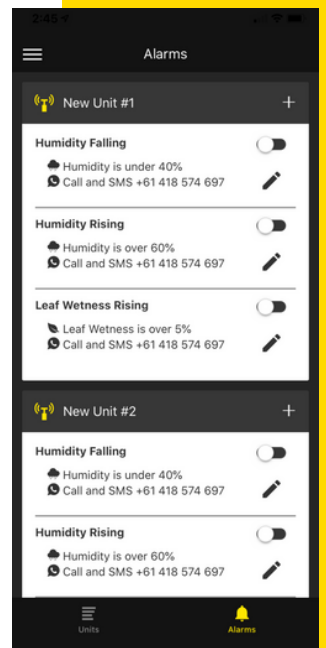 2:45
Alarms
New Unit #1
Humidity Falling
Humidity is under 40%
Call and SMS +61 418 574 697
Humidity Rising
Humidity is over 60%
Call and SMS +61 418 574 697
Leaf Wetness Rising
Leaf Wetness is over 5%
Call and SMS +61 418 574 697
New Unit #2
Humidity Falling
Humidity is under 40%
Call and SMS +61 418 574 697
Humidity Rising
Humidity is over 60%
Call and SMS +61 418 574 697
Units
Alarms